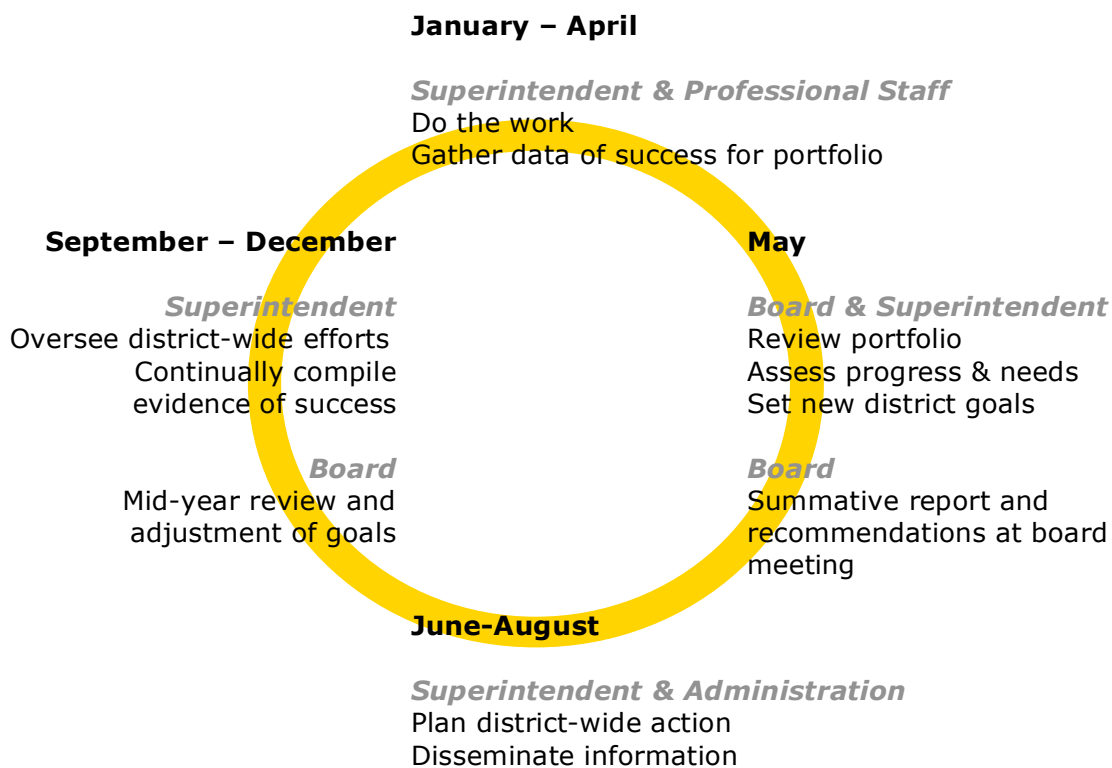 January – April
Superintendent & Professional Staff
Do the work
Gather data of success for portfolio
September – December
Superintendent
Oversee district-wide efforts
Continually compile
evidence of success
Board
Mid-year review and
adjustment of goals
May
Board & Superintendent
Review portfolio
Assess progress & needs
Set new district goals
Board
Summative report and
recommendations at board
meeting
June-August
Superintendent & Administration
Plan district-wide action
Disseminate information